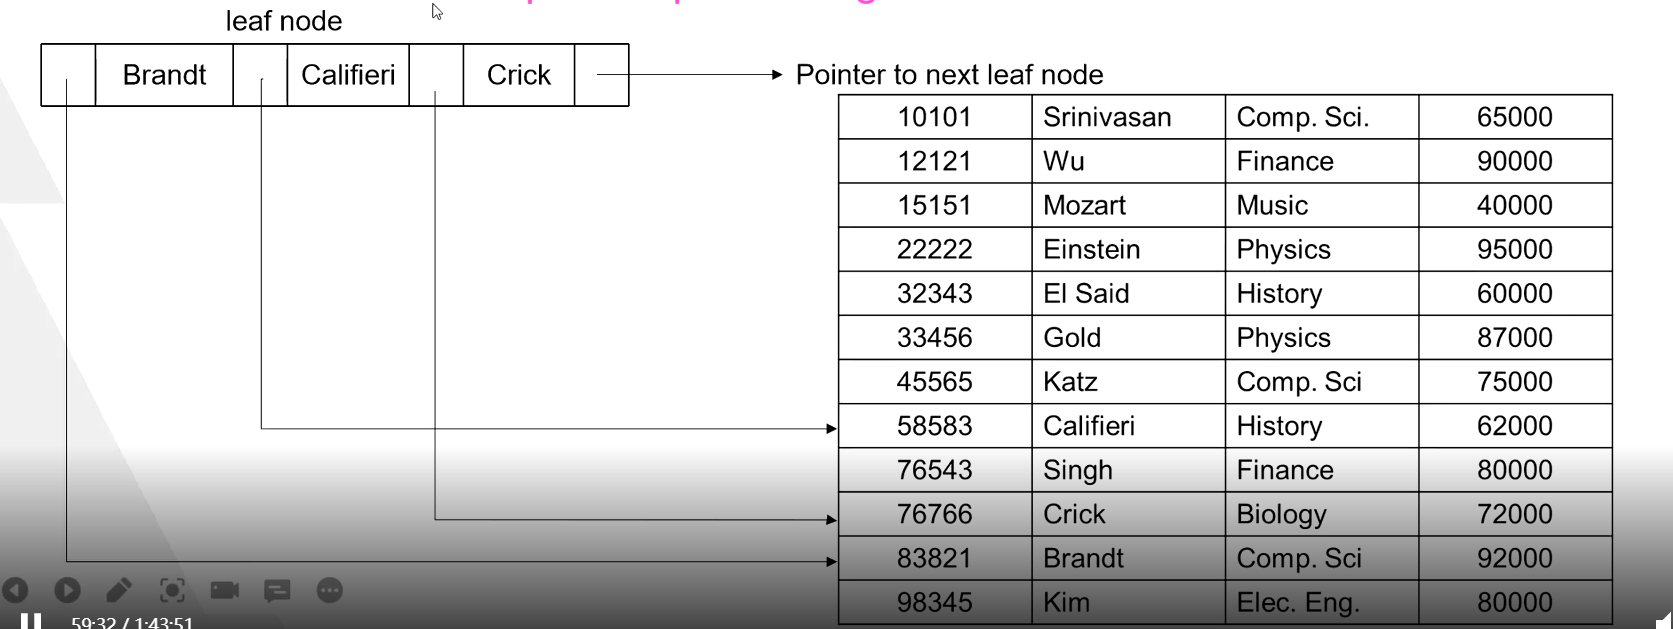 leaf node
Brandt Califieri Crick
Pointer to next leaf node
10101 Srinivasan Comp. Sci. 65000
12121 Wu Finance 90000
15151 Mozart Music 40000
22222 Einstein Physics 95000
32343 El Said History 60000
33456 Gold Physics 87000
45565 Katz Comp. Sci 75000
58583 Califieri History 62000
76543 Singh Finance 80000
76766 Crick Biology 72000
83821 Brandt Comp. Sci 92000
98345 Kim Elec. Eng. 80000
59:32 / 1:43:51